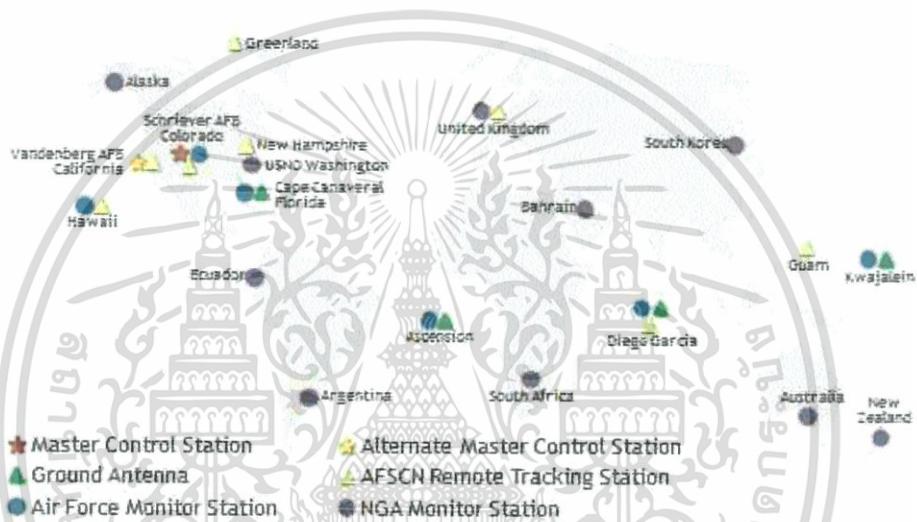 Greenland
Alaska
Schriever AFB
Colorado
New Hampshire
USNO Washington
Vandenberg AFB
California
Cape Canaveral
Florida
Hawaii
United Kingdom
South Korea
Bahrain
Guam
Kwajalein
Ecuador
Ascension
Diego Garcia
Argentina
South Africa
Australia
New
Zealand
Master Control Station
Alternate Master Control Station
Ground Antenna
AFSCN Remote Tracking Station
Air Force Monitor Station
NGA Monitor Station